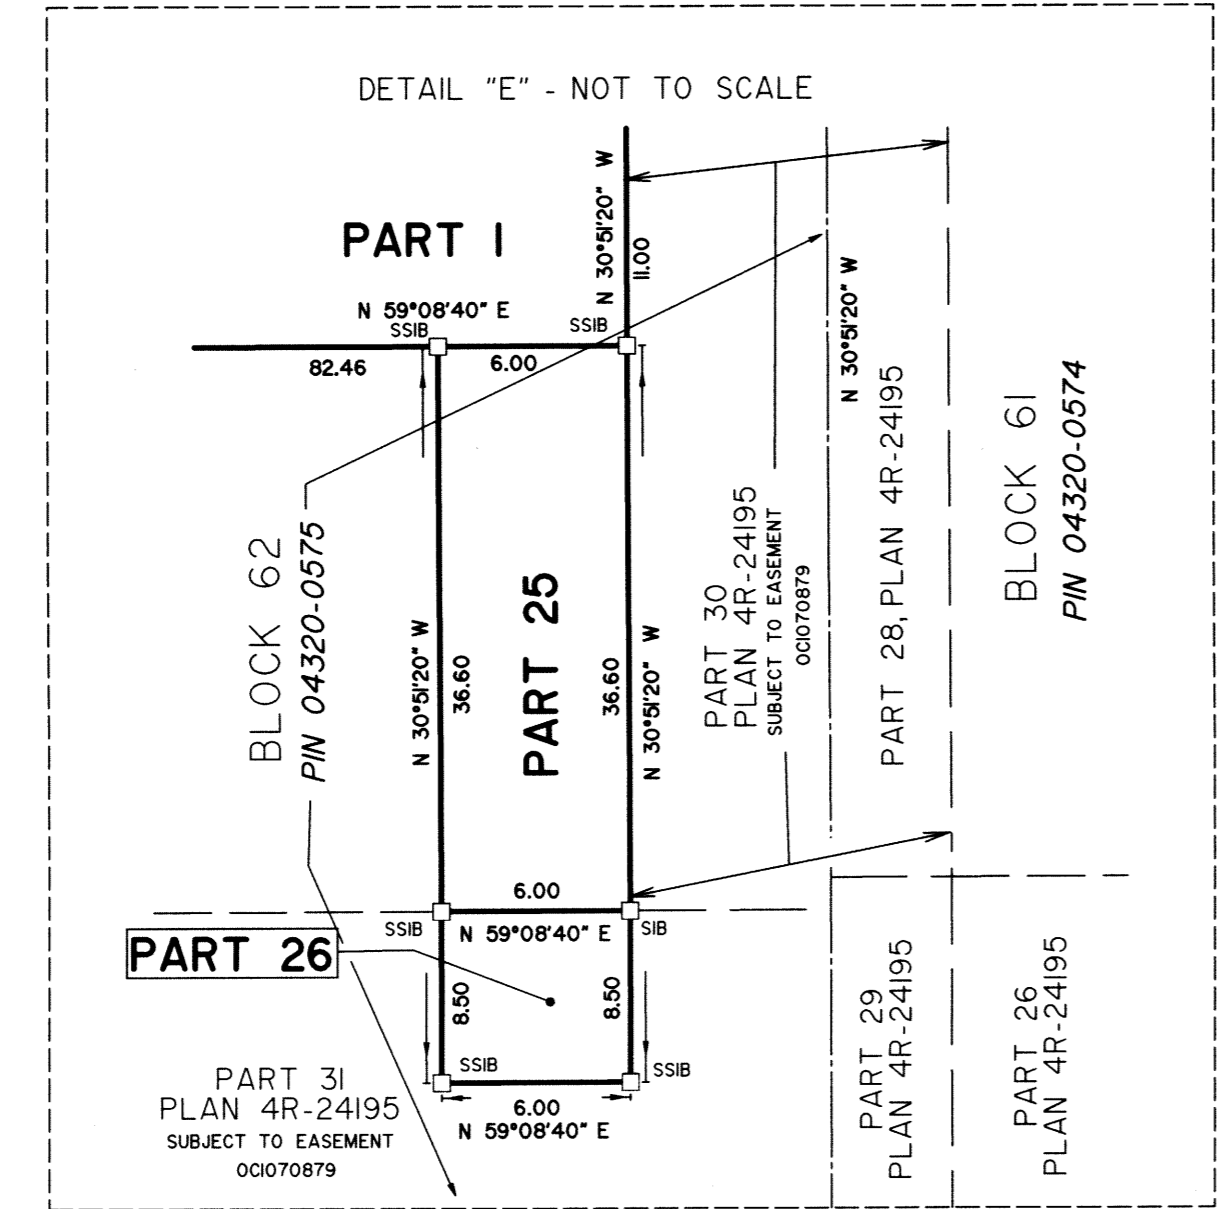 DETAIL "E" - NOT TO SCALE
PART 1
N 30°51'20" W
11.00
N 59°08'40" E
SSIB
SSIB
82.46
6.00
N 30°51'20" W
BLOCK 62
PIN 04320-0575
N 30°51'20" W
36.60
PART 25
36.60
N 30°51'20" W
PART 30
PLAN 4R-24195
SUBJECT TO EASEMENT
OC1070879
PART 28, PLAN 4R-24195
BLOCK 61
PIN 04320-0574
6.00
SSIB
N 59°08'40" E
SIB
PART 26
8.50
8.50
SSIB
SSIB
6.00
N 59°08'40" E
PART 31
PLAN 4R-24195
SUBJECT TO EASEMENT
OC1070879
PART 29
PLAN 4R-24195
PART 26
PLAN 4R-24195